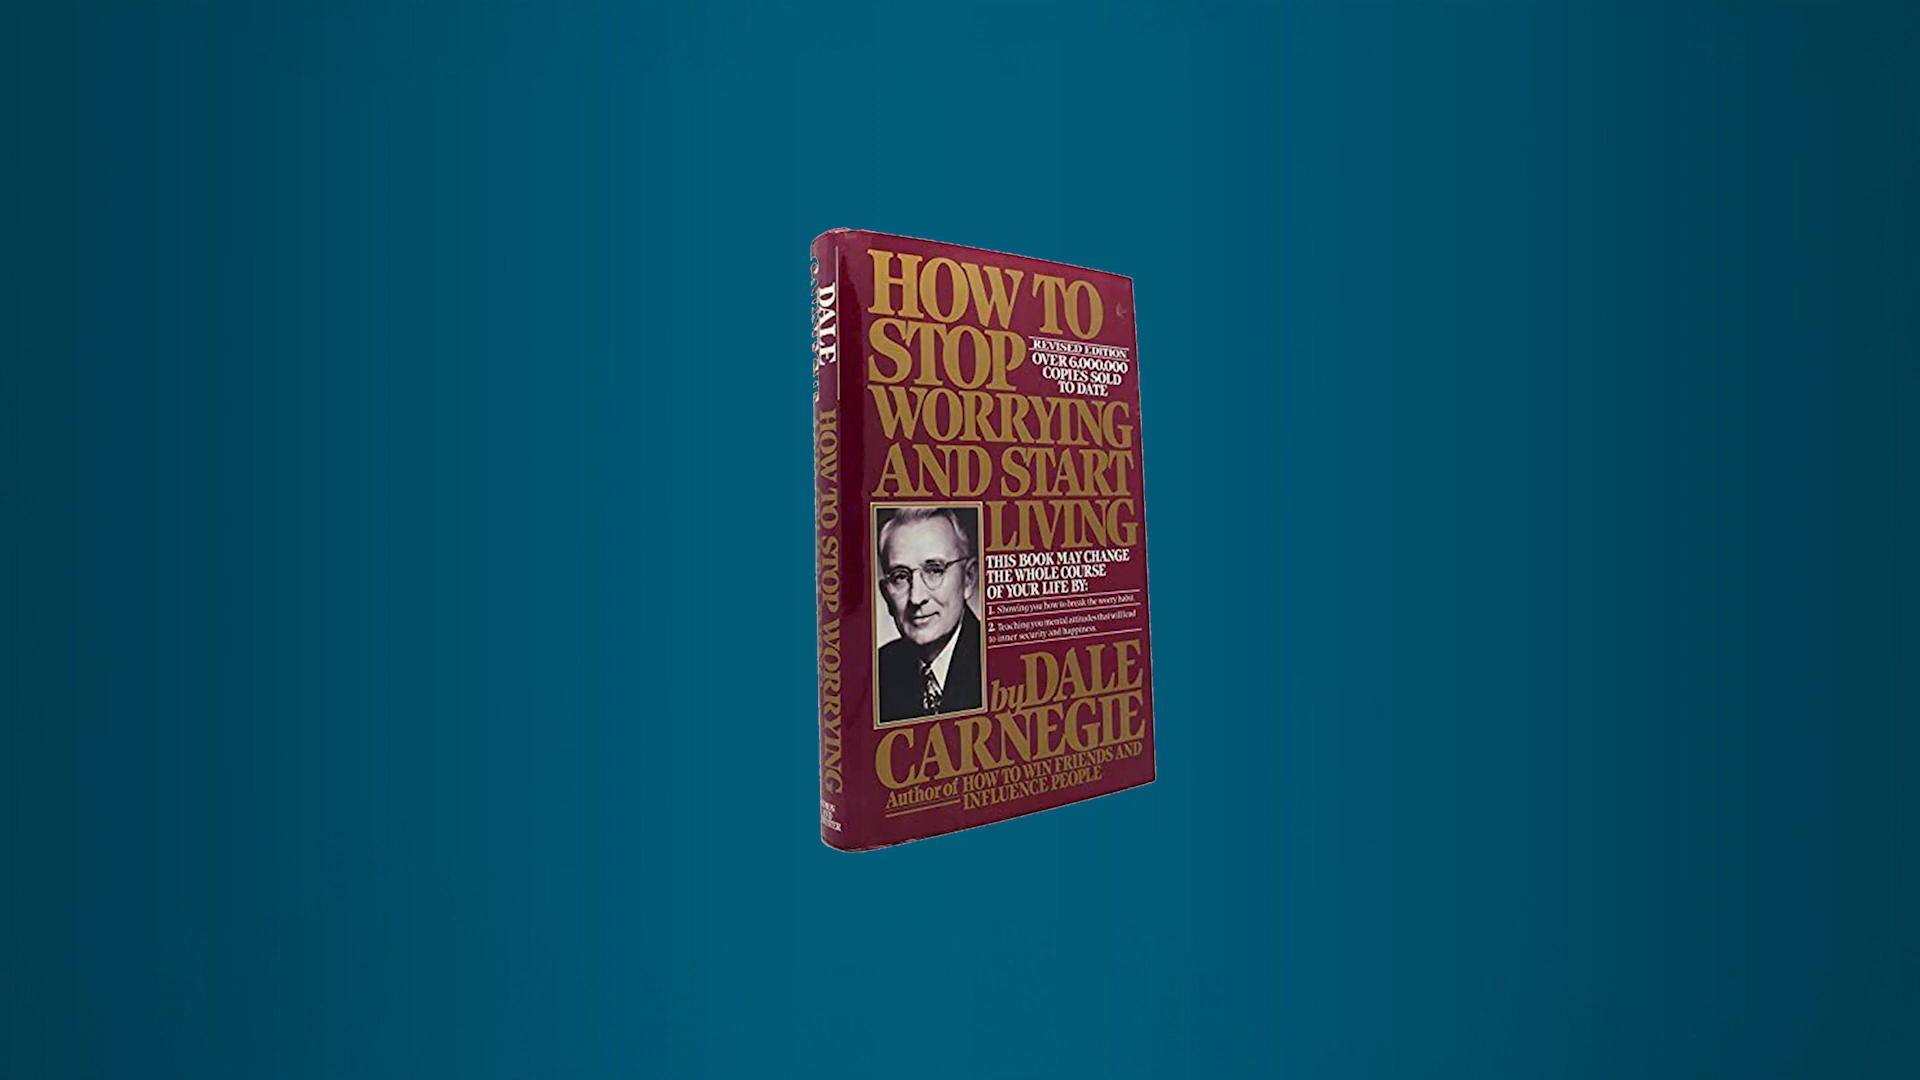 DALE
HOW TO STOP WORRYING
HOW TO
STOP
REVISED EDITION
OVER 6,000,000
COPIES SOLD
TO DATE
WORRYING
AND START
LIVING
THIS BOOK MAY CHANGE
THE WHOLE COURSE
OF YOUR LIFE BY:
1. Showing you how to break the worry habit.
2. Teaching you mental attitudes that will lead
to inner security and happiness.
by DALE
CARNEGIE
Author of HOW TO WIN FRIENDS AND
INFLUENCE PEOPLE